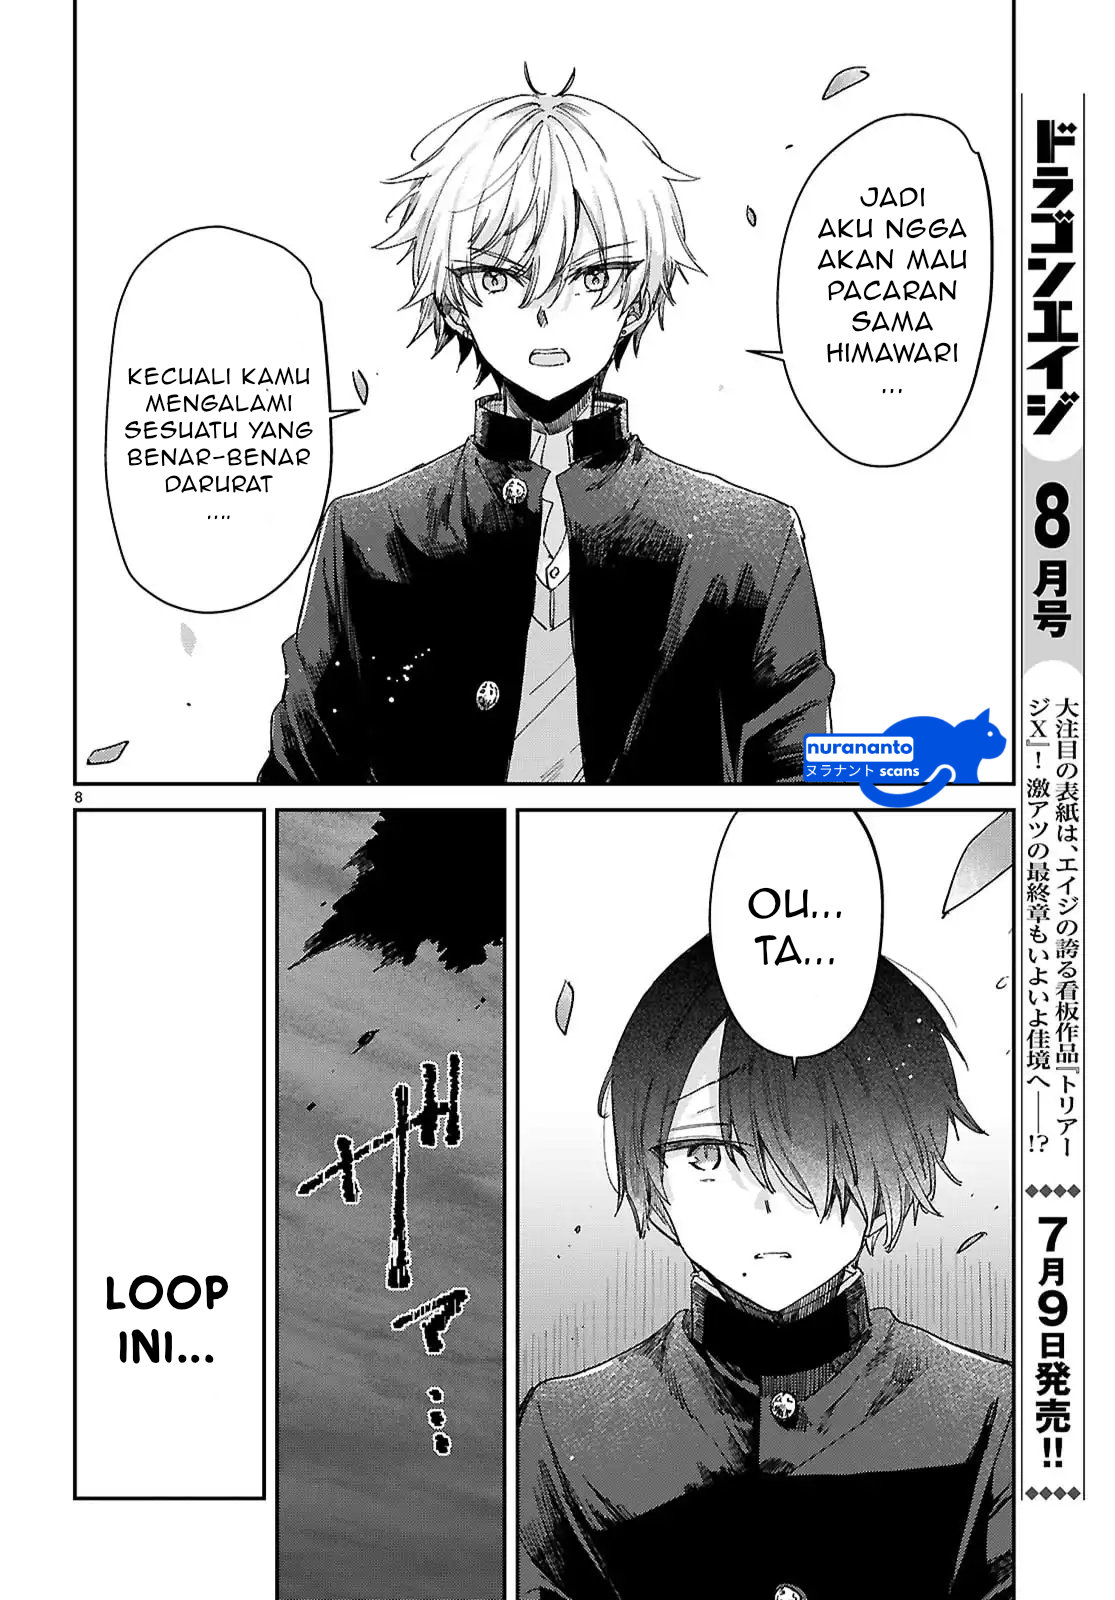 JADI
AKU NGGA
AKAN MAU
PACARAN
SAMA
HIMAWARI
...
KECUALI KAMU
MENGALAMI
SESUATU YANG
BENAR-BENAR
DARURAT
....
nurananto
ヌラナント scans
8
OU...
TA...
ザァ…
LOOP
INI...
ドラゴンエイジ
8月号
大注目の表紙は、エイジの誇る看板作品『トリアー
ジX』！激アツの最終章もいよいよ佳境へ――!?
7月9日発売!!